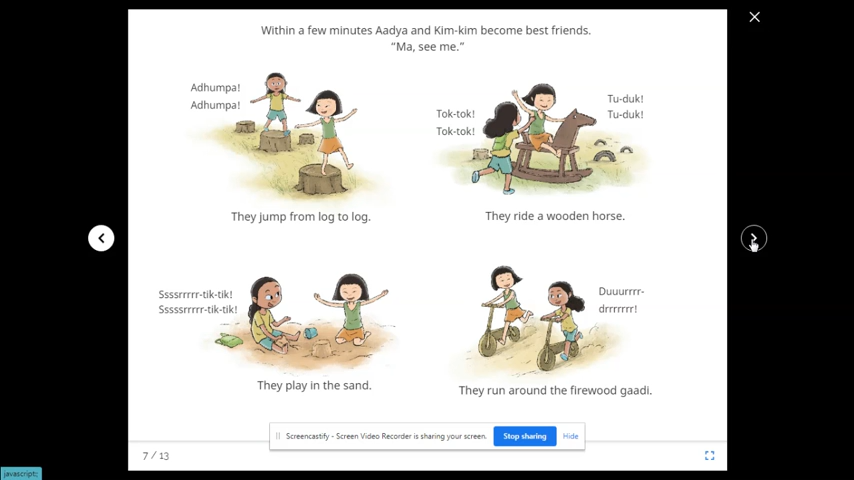 Within a few minutes Aadya and Kim-kim become best friends.
"Ma, see me."
Adhumpa!
Adhumpa!
Tok-tok!
Tok-tok!
Tu-duk!
Tu-duk!
They jump from log to log.
They ride a wooden horse.
Ssssrrrrr-tik-tik!
Sssssrrrrr-tik-tik!
Duuurrrr-
drrrrrrr!
They play in the sand.
They run around the firewood gaadi.
Screencastify - Screen Video Recorder is sharing your screen.
Stop sharing
Hide
7 / 13
javascript:;